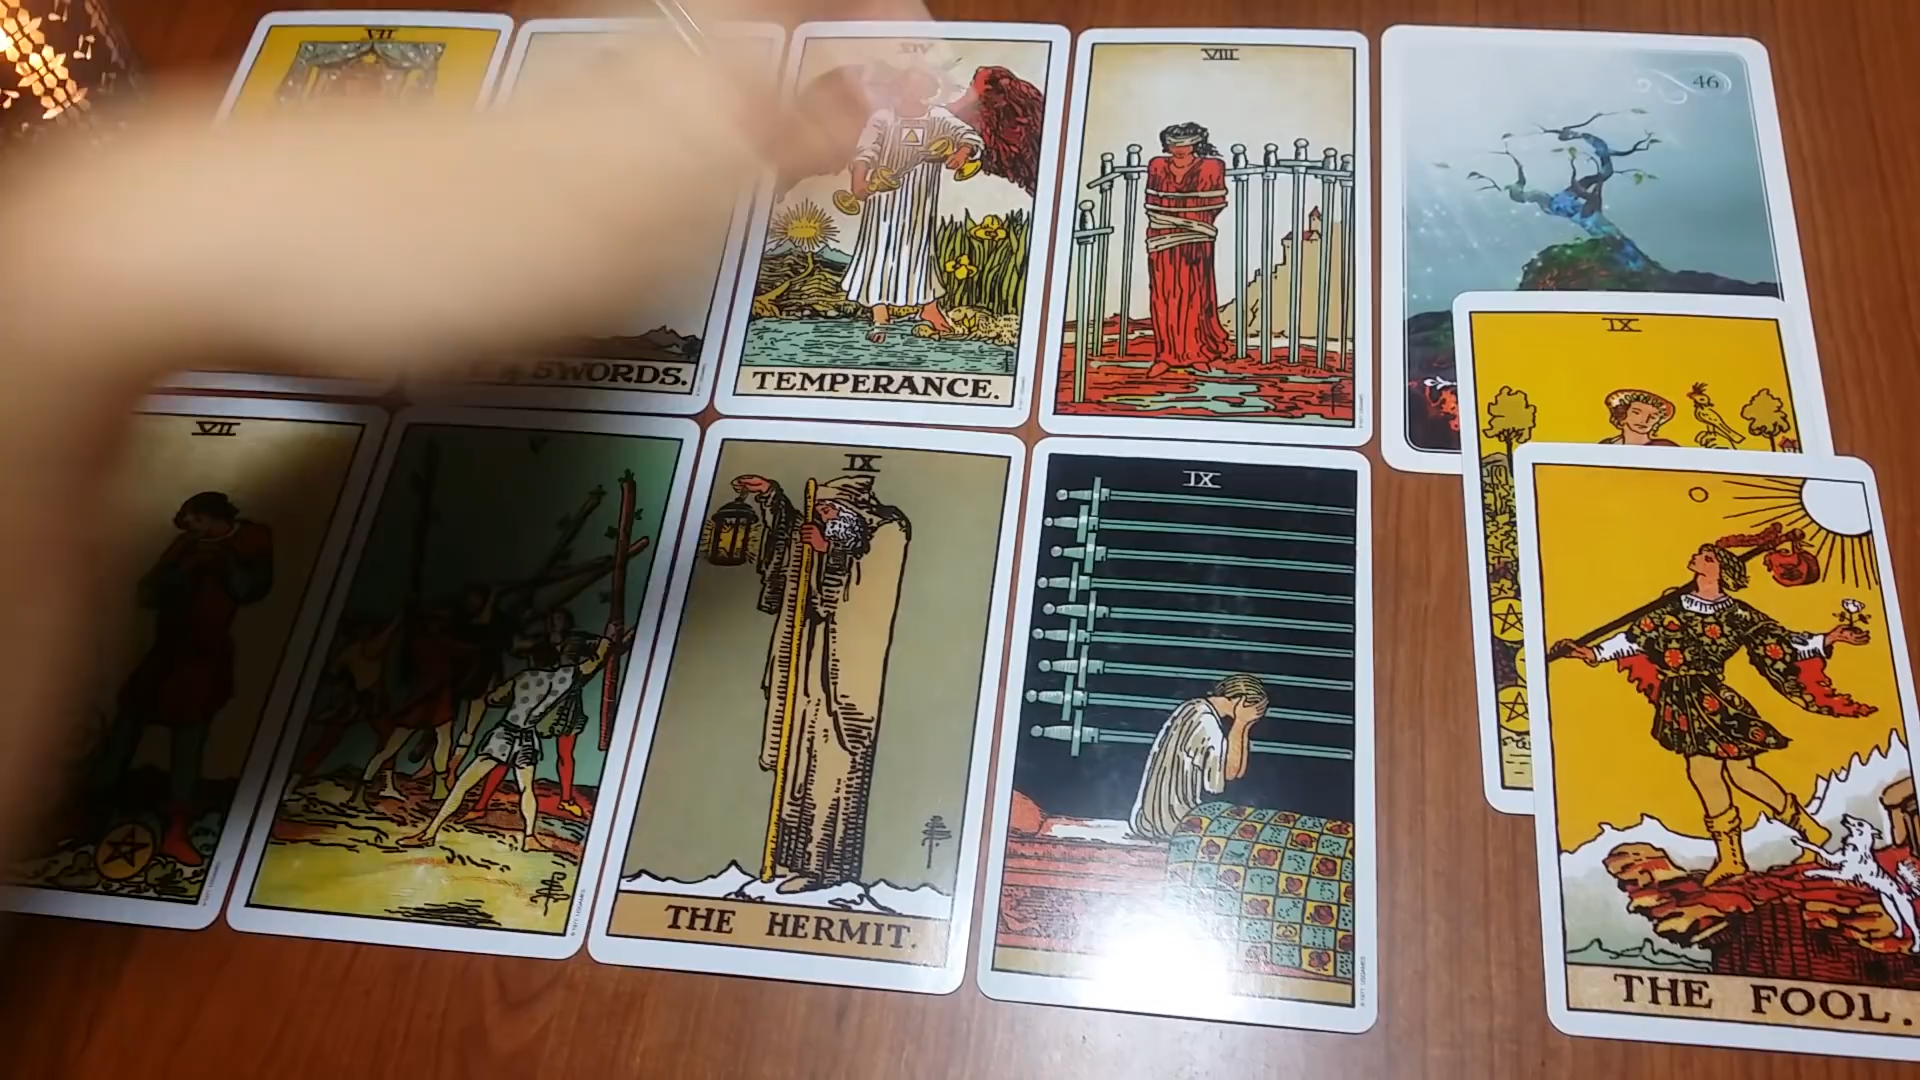 VII
XIV
VIII
46
SWORDS.
TEMPERANCE.
IX
VII
IX
IX
THE HERMIT.
THE FOOL.